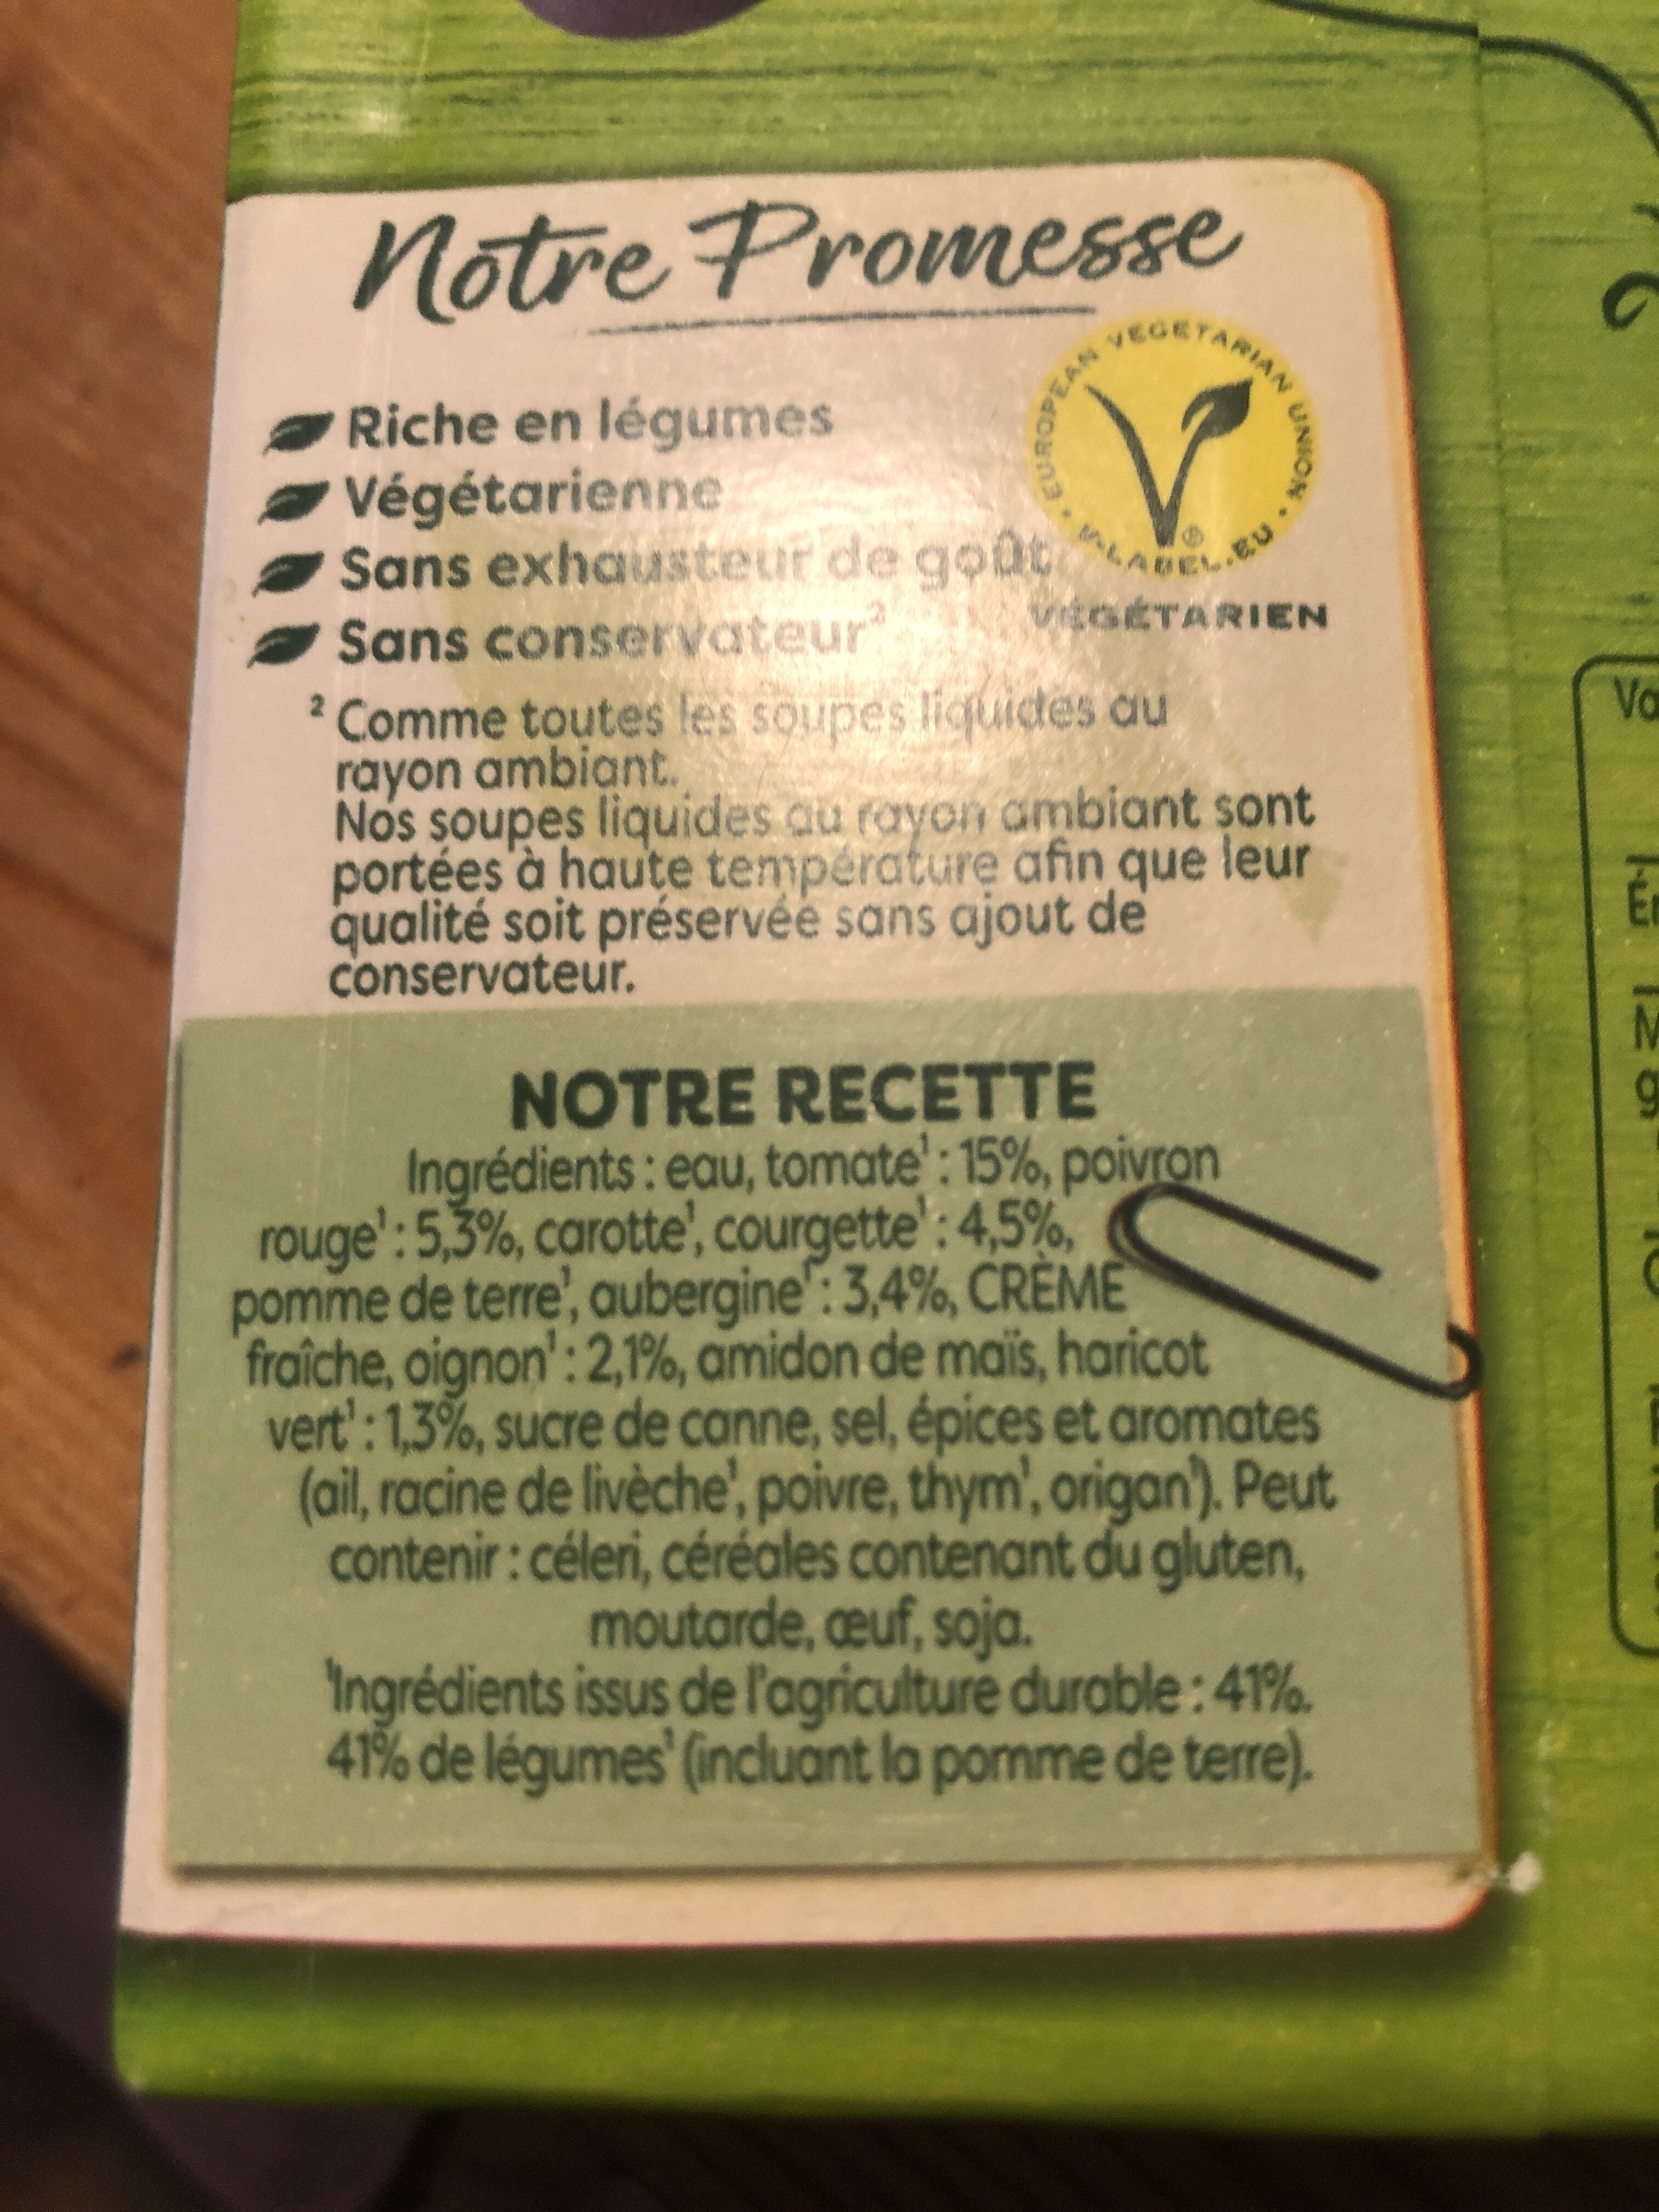 Notre Promesse
Riche en légumes
Végétarienne
Sans exhausteur de goût
Sans conservateur²
EUROPEAN VEGETARIAN UNION • V-LABEL.EU •
®
VÉGÉTARIEN
² Comme toutes les soupes liquides au
rayon ambiant.
Nos soupes liquides au rayon ambiant sont
portées à haute température afin que leur
qualité soit préservée sans ajout de
conservateur.
NOTRE RECETTE
Ingrédients : eau, tomate¹ : 15%, poivron
rouge¹ : 5,3%, carotte¹, courgette¹ : 4,5%,
pomme de terre¹, aubergine¹ : 3,4%, CRÈME
fraîche, oignon¹ : 2,1%, amidon de maïs, haricot
vert¹ : 1,3%, sucre de canne, sel, épices et aromates
(ail, racine de livèche¹, poivre, thym¹, origan¹). Peut
contenir : céleri, céréales contenant du gluten,
moutarde, œuf, soja.
¹Ingrédients issus de l'agriculture durable : 41%.
41% de légumes¹ (incluant la pomme de terre).